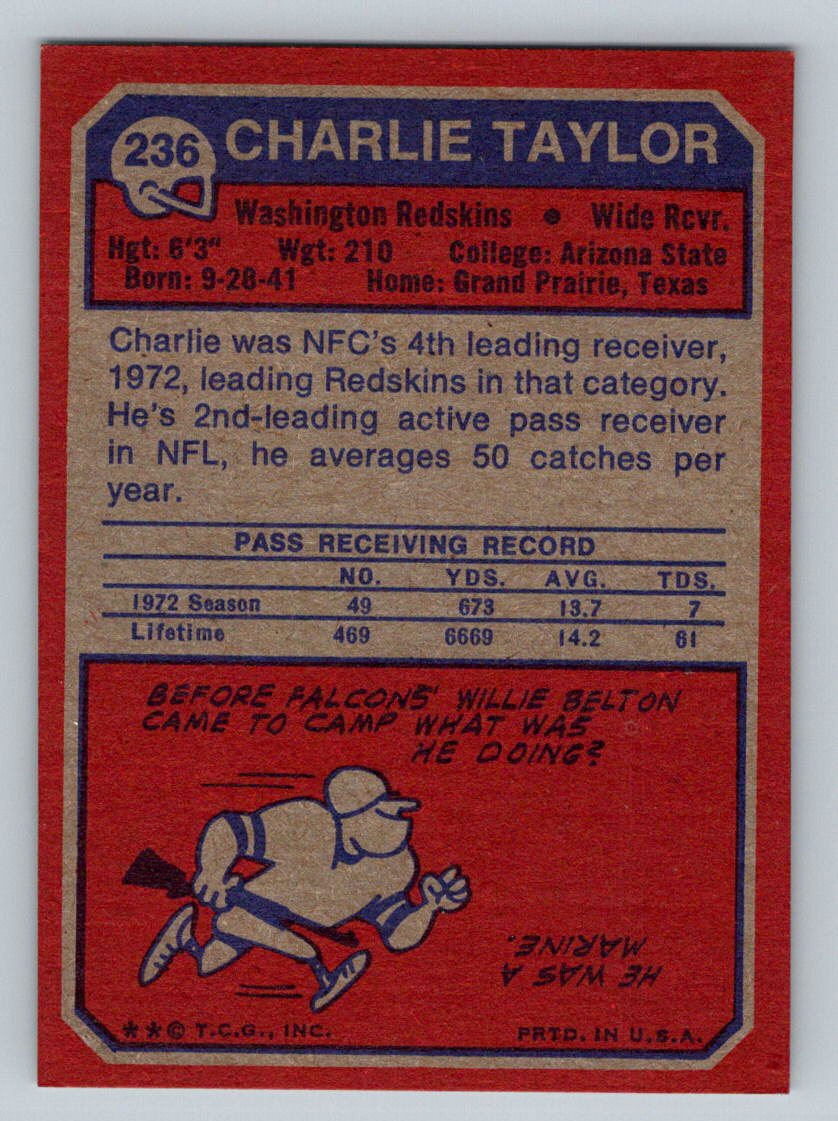 236 CHARLIE TAYLOR
Washington Redskins • Wide Rcvr.
Hgt: 6'3" Wgt: 210 College: Arizona State
Born: 9-28-41 Home: Grand Prairie, Texas
Charlie was NFC's 4th leading receiver,
1972, leading Redskins in that category.
He's 2nd-leading active pass receiver
in NFL, he averages 50 catches per
year.
PASS RECEIVING RECORD
NO. YDS. AVG. TDS.
1972 Season 49 673 13.7 7
Lifetime 469 6669 14.2 61
BEFORE FALCONS' WILLIE BELTON
CAME TO CAMP WHAT WAS
HE DOING?
HE WAS A
MARINE.
**© T.C.G., INC. PRTD. IN U.S.A.